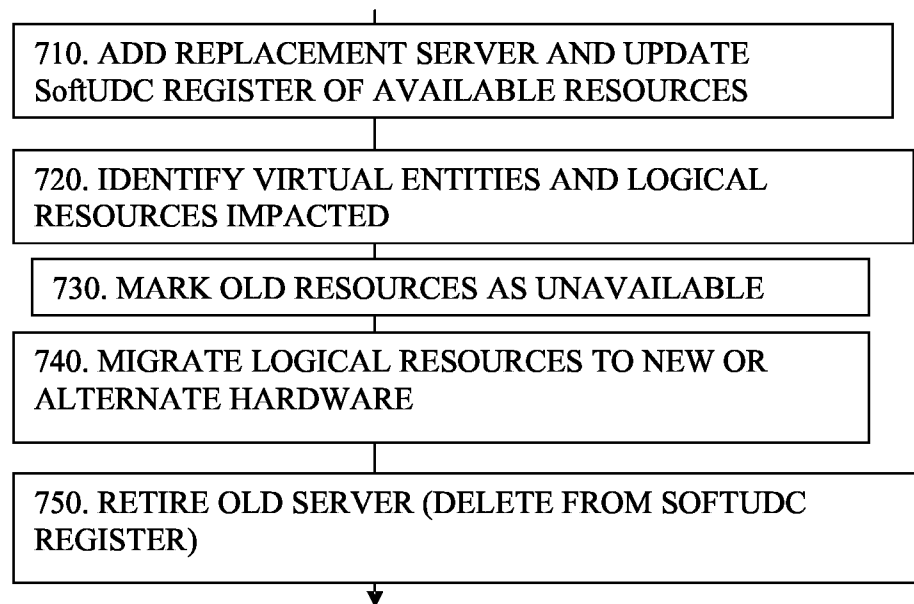 710. ADD REPLACEMENT SERVER AND UPDATE
SoftUDC REGISTER OF AVAILABLE RESOURCES
720. IDENTIFY VIRTUAL ENTITIES AND LOGICAL
RESOURCES IMPACTED
730. MARK OLD RESOURCES AS UNAVAILABLE
740. MIGRATE LOGICAL RESOURCES TO NEW OR
ALTERNATE HARDWARE
750. RETIRE OLD SERVER (DELETE FROM SOFTUDC
REGISTER)